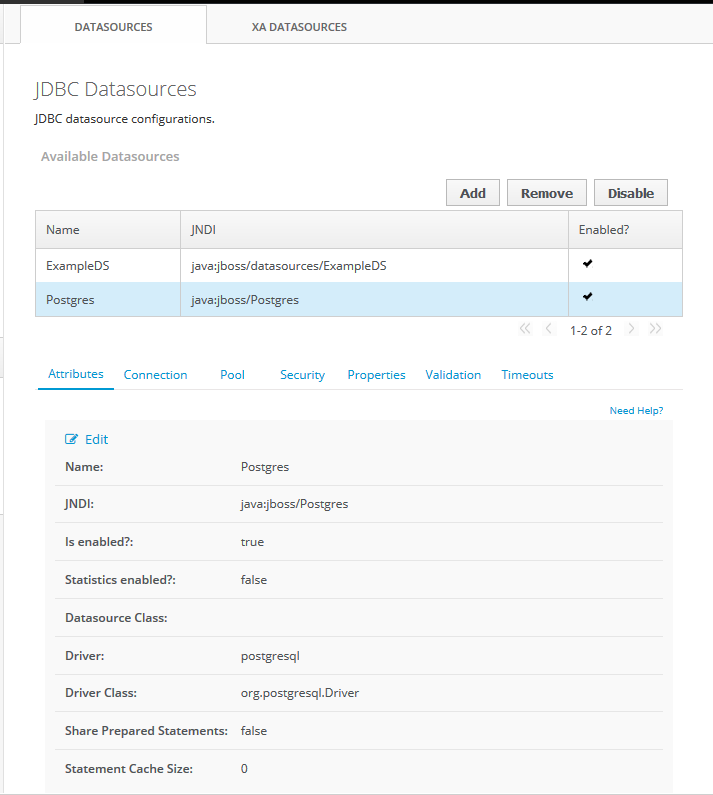 DATASOURCES XA DATASOURCES
JDBC Datasources
JDBC datasource configurations.
Available Datasources
Add Remove Disable
Name JNDI Enabled?
ExampleDS java:jboss/datasources/ExampleDS
Postgres java:jboss/Postgres
1-2 of 2
Attributes Connection Pool Security Properties Validation Timeouts
Need Help?
Edit
Name: Postgres
JNDI: java:jboss/Postgres
Is enabled?: true
Statistics enabled?: false
Datasource Class:
Driver: postgresql
Driver Class: org.postgresql.Driver
Share Prepared Statements: false
Statement Cache Size: 0